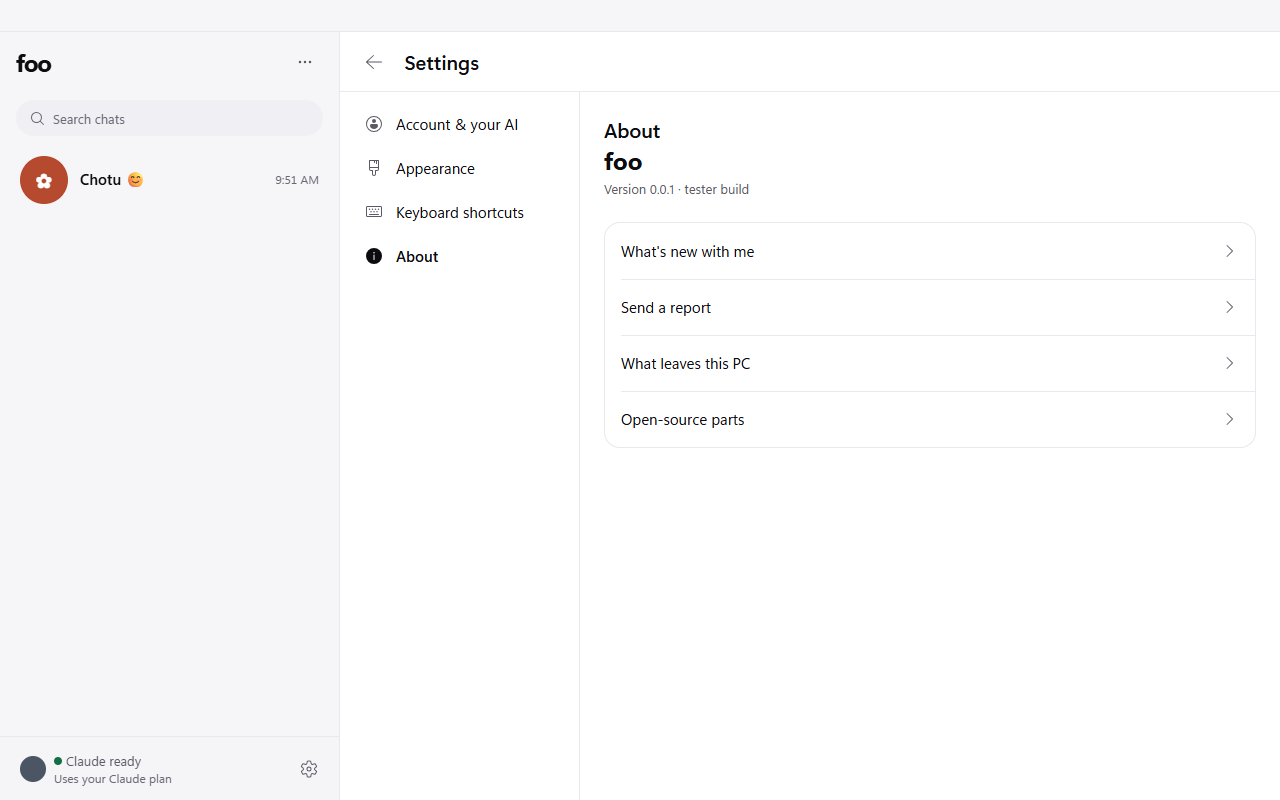 foo
Search chats
Chotu 😊
9:51 AM
Claude ready
Uses your Claude plan
Settings
Account & your AI
Appearance
Keyboard shortcuts
About
About
foo
Version 0.0.1 · tester build
What's new with me
Send a report
What leaves this PC
Open-source parts